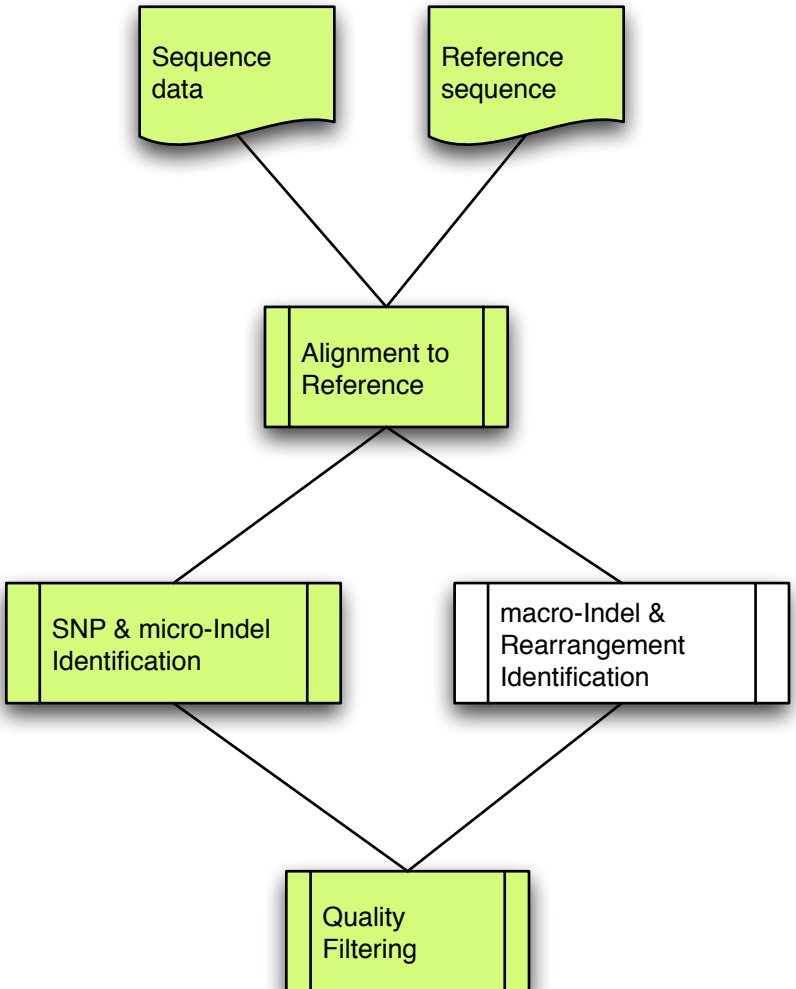 Sequence
data
Reference
sequence
Alignment to
Reference
SNP & micro-Indel
Identification
macro-Indel &
Rearrangement
Identification
Quality
Filtering